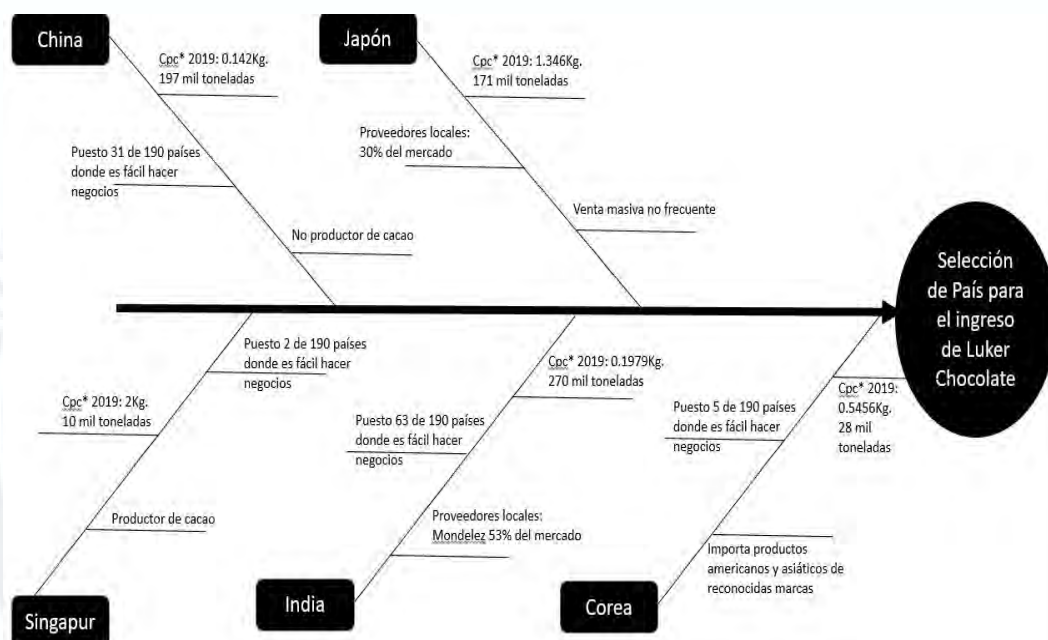 China
Cpc* 2019: 0.142Kg.
197 mil toneladas
Puesto 31 de 190 países
donde es fácil hacer
negocios
No productor de cacao
Japón
Cpc* 2019: 1.346Kg.
171 mil toneladas
Proveedores locales:
30% del mercado
Venta masiva no frecuente
Selección
de País para
el ingreso
de Luker
Chocolate
Puesto 2 de 190 países
donde es fácil hacer
negocios
Cpc* 2019: 2Kg.
10 mil toneladas
Productor de cacao
Singapur
Cpc* 2019: 0.1979Kg.
270 mil toneladas
Puesto 63 de 190 países
donde es fácil hacer
negocios
Proveedores locales:
Mondelez 53% del mercado
India
Cpc* 2019:
0.5456Kg.
28 mil
toneladas
Puesto 5 de 190 países
donde es fácil hacer
negocios
Importa productos
americanos y asiáticos de
reconocidas marcas
Corea